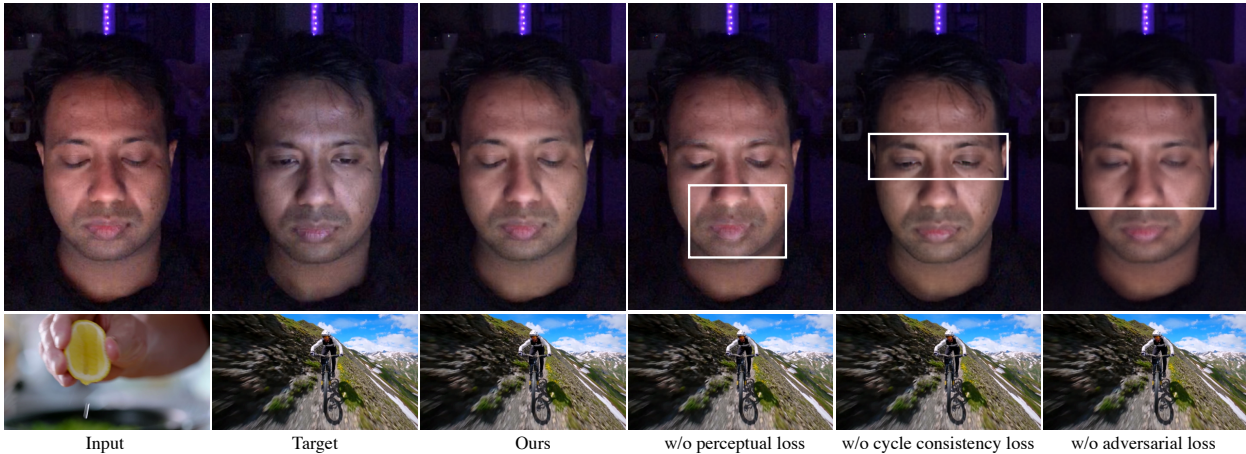 Input
Target
Ours
w/o perceptual loss
w/o cycle consistency loss
w/o adversarial loss